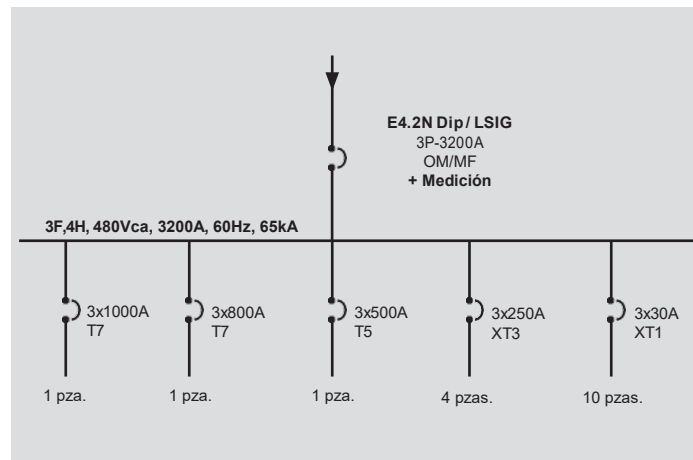 E4.2N Dip/ LSIG
3P-3200A
OM/MF
+ Medición
3F,4H, 480Vca, 3200A, 60Hz, 65kA
3x1000A
T7
3x800A
T7
3x500A
T5
3x250A
XT3
3x30A
XT1
1 pza.
1 pza.
1 pza.
4 pzas.
10 pzas.